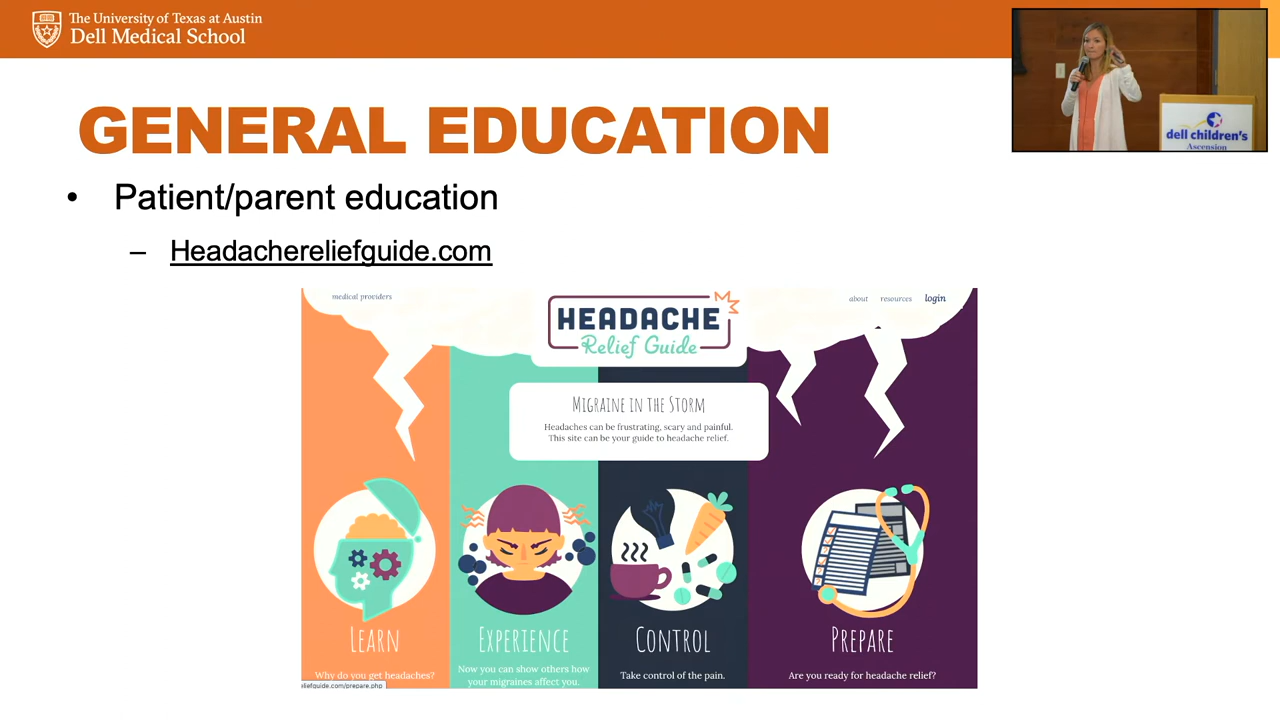 The University of Texas at Austin
Dell Medical School
dell children's
Ascension
GENERAL EDUCATION
• Patient/parent education
– Headachereliefguide.com
medical providers
about resources login
HEADACHE
Relief Guide
MIGRAINE IN THE STORM
Headaches can be frustrating, scary and painful.
This site can be your guide to headache relief.
LEARN
Why do you get headaches?
EXPERIENCE
Now you can show others how
your migraines affect you.
CONTROL
Take control of the pain.
PREPARE
Are you ready for headache relief?
eliefguide.com/prepare.php